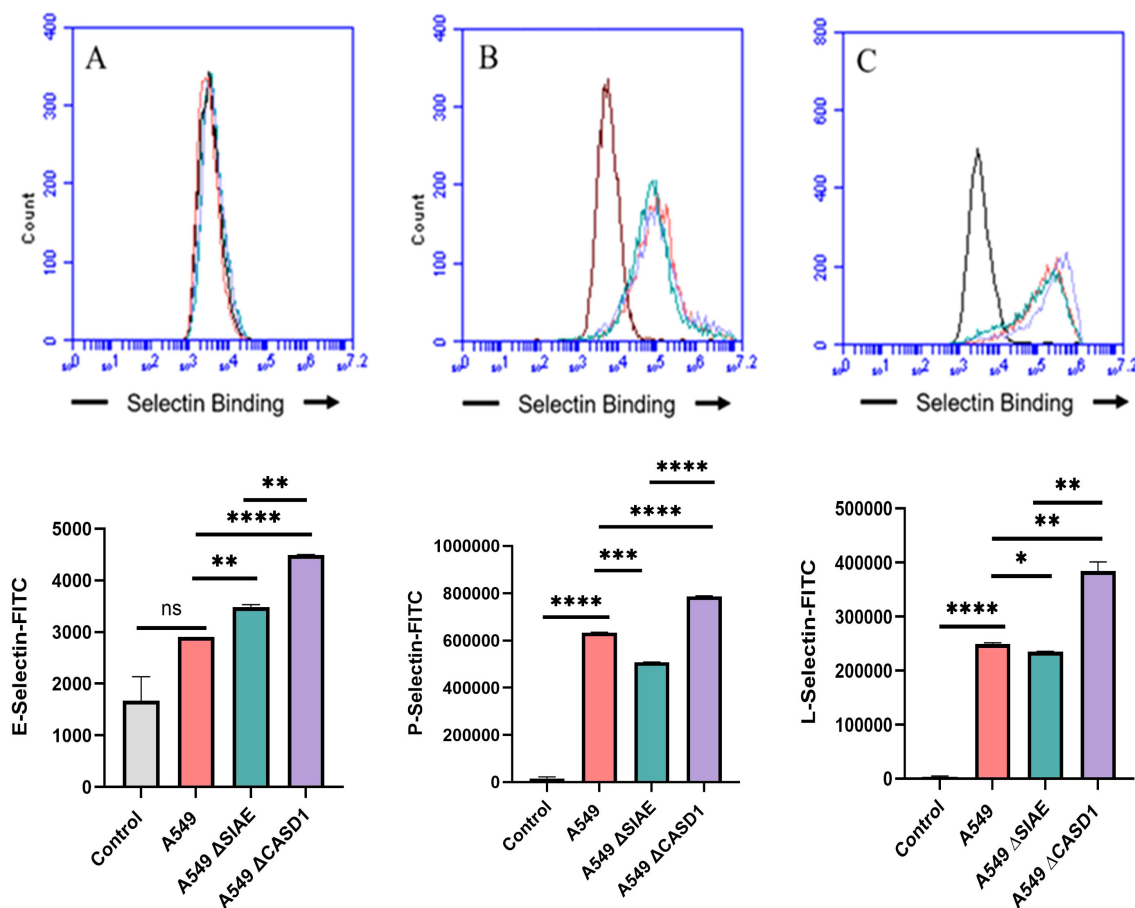 A
400
300
200
100
0
Count
Selectin Binding
B
400
300
200
100
0
Count
Selectin Binding
C
800
600
400
200
0
Selectin Binding
E-Selectin-FITC
5000
4000
3000
2000
1000
0
ns
**
****
**
Control
A549
A549 ΔSIAE
A549 ΔCASD1
P-Selectin-FITC
1000000
800000
600000
400000
200000
0
****
***
****
****
Control
A549
A549 ΔSIAE
A549 ΔCASD1
L-Selectin-FITC
500000
400000
300000
200000
100000
0
****
*
**
**
Control
A549
A549 ΔSIAE
A549 ΔCASD1